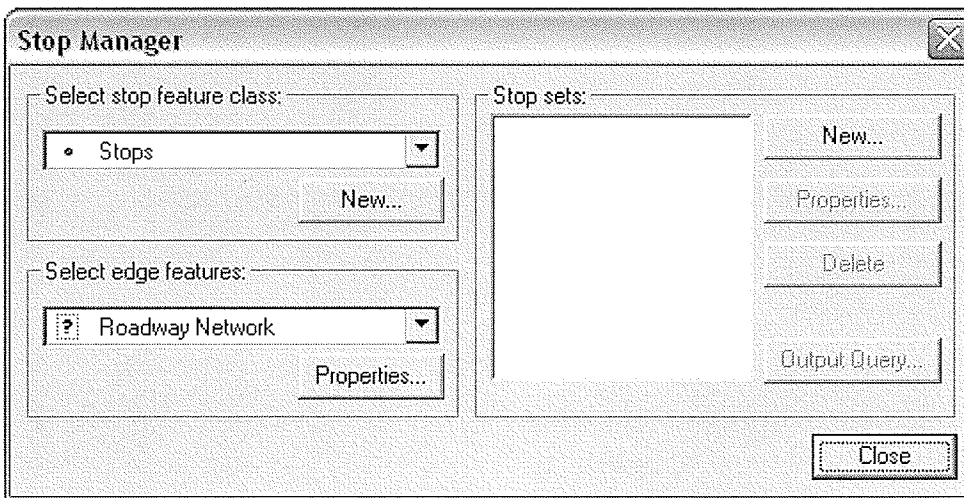 Stop Manager
Select stop feature class:
Stops
New...
Select edge features:
? Roadway Network
Properties...
Stop sets:
New...
Properties...
Delete
Output Query...
Close